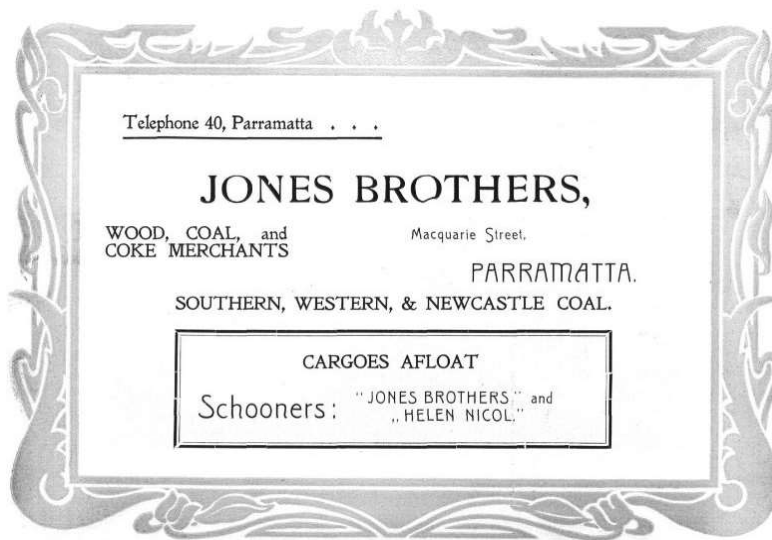 Telephone 40, Parramatta . . .
JONES BROTHERS,
WOOD, COAL, and
COKE MERCHANTS
Macquarie Street,
PARRAMATTA.
SOUTHERN, WESTERN, & NEWCASTLE COAL.
CARGOES AFLOAT
Schooners: "JONES BROTHERS" and
„HELEN NICOL."